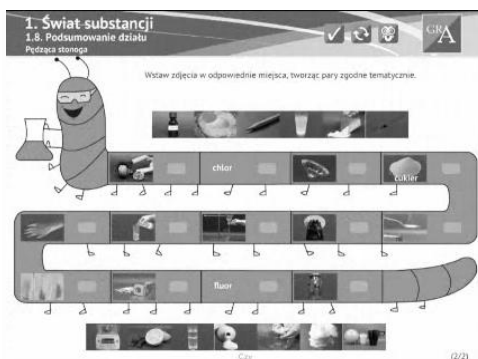 1. Świat substancji
1.8. Podsumowanie działu
Pędząca stonoga
GRA
Wstaw zdjęcia w odpowiednie miejsca, tworząc pary zgodne tematycznie.
chlor
cukier
fluor
Czy
(2/2)